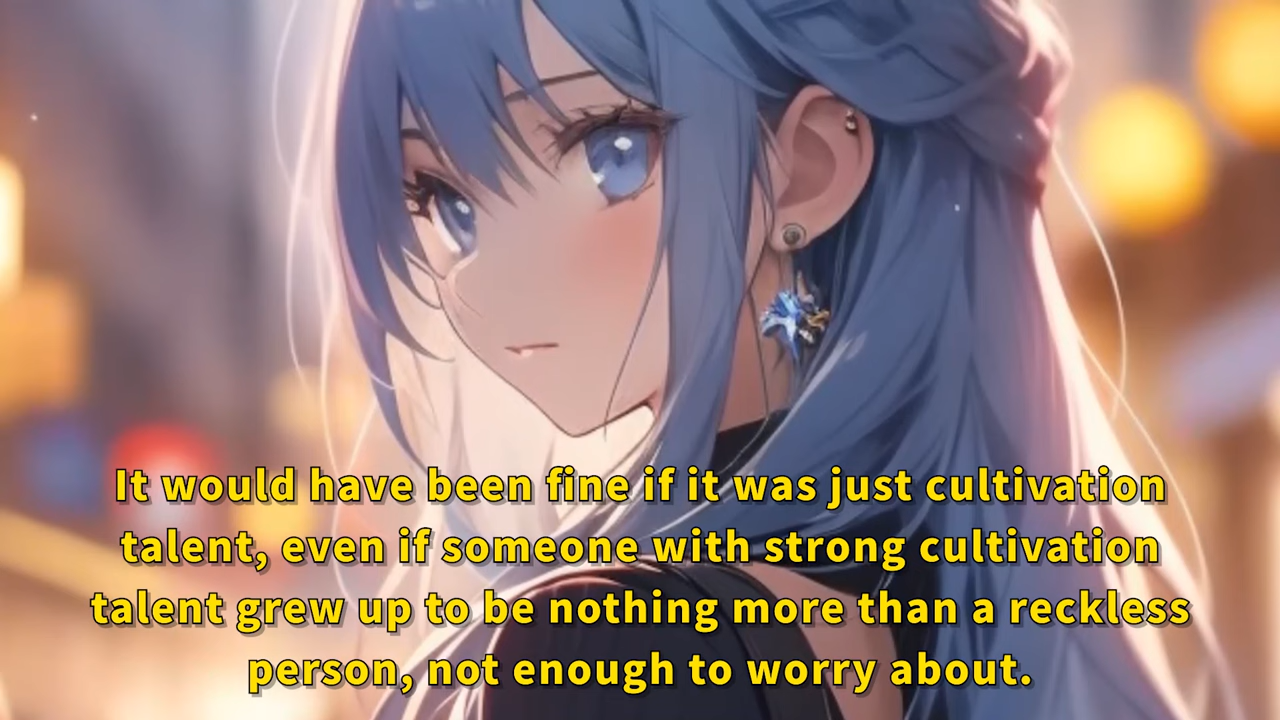 It would have been fine if it was just cultivation
talent, even if someone with strong cultivation
talent grew up to be nothing more than a reckless
person, not enough to worry about.